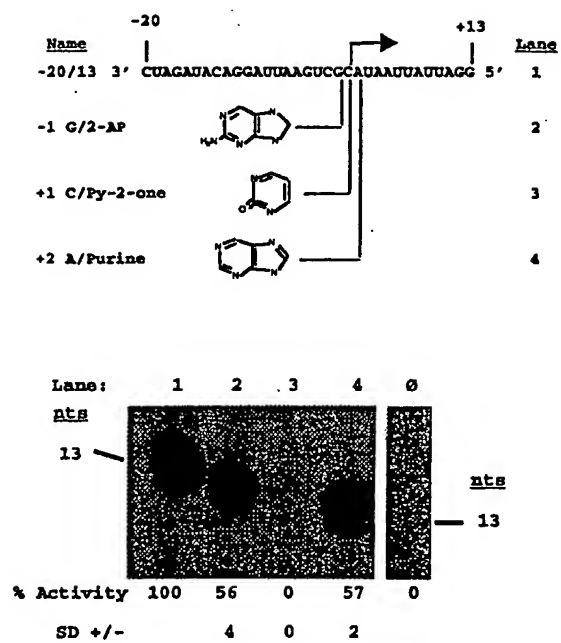 -20 +13
Name Lane
-20/13 3' CUAGAUACAGGAUUAAGUCGCAUAAUUAUUAGG 5' 1
-1 G/2-AP H₂N N N N N 2
+1 C/Py-2-one O N N 3
+2 A/Purine N N N N 4
Lane: 1 2 3 4 Ø
nts
13
nts
13
% Activity 100 56 0 57 0
SD +/- 4 0 2